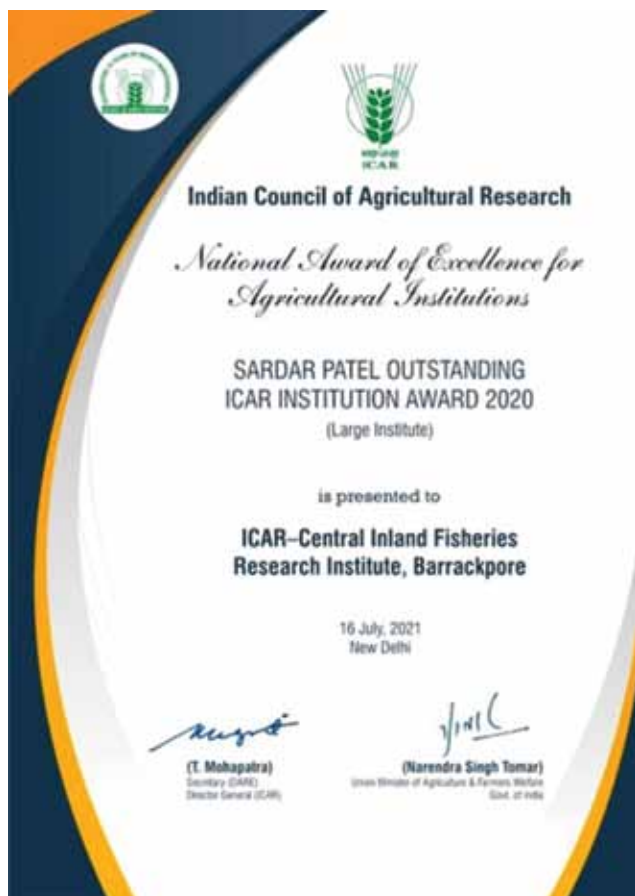 ICAR
Indian Council of Agricultural Research
National Award of Excellence for
Agricultural Institutions
SARDAR PATEL OUTSTANDING
ICAR INSTITUTION AWARD 2020
(Large Institute)
is presented to
ICAR–Central Inland Fisheries
Research Institute, Barrackpore
16 July, 2021
New Delhi
(T. Mohapatra)
Secretary (DARE)
Director General (ICAR)
(Narendra Singh Tomar)
Union Minister of Agriculture & Farmers Welfare
Govt. of India